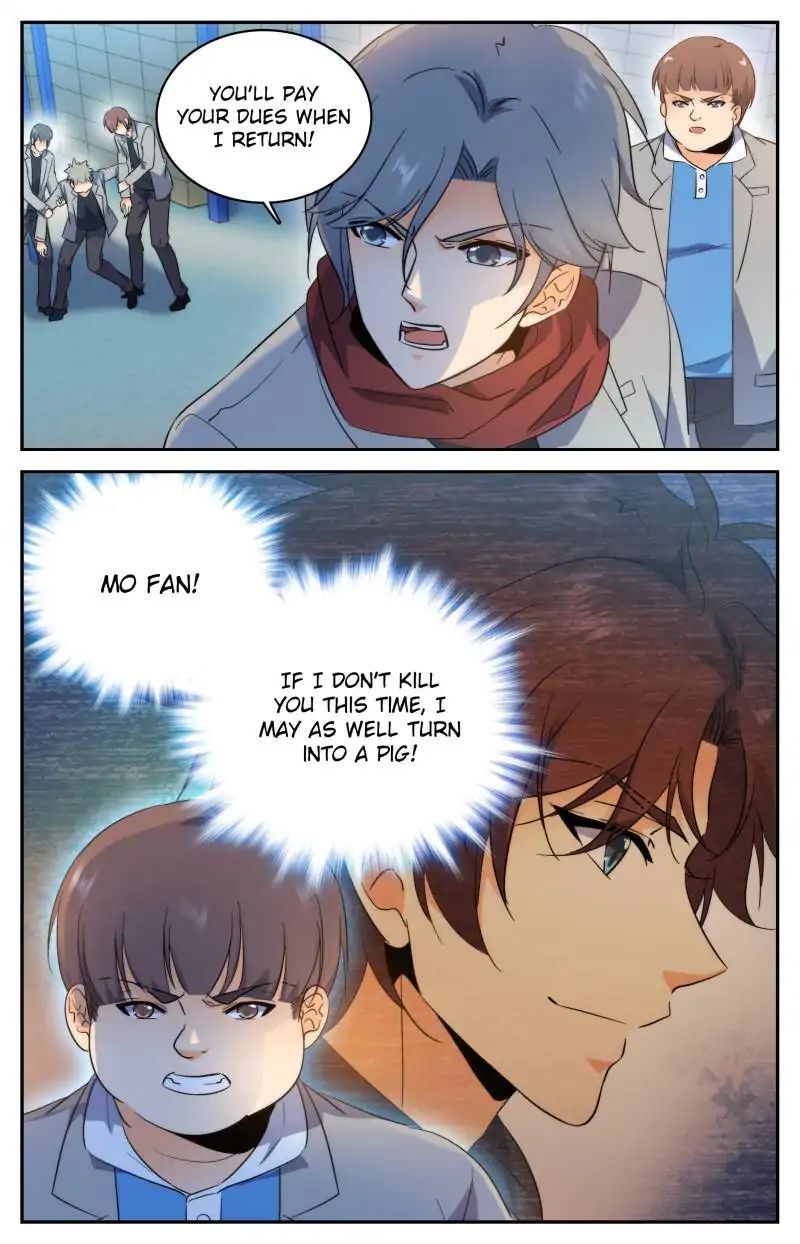 YOU'LL PAY
YOUR DUES WHEN
I RETURN!
MO FAN!
IF I DON'T KILL
YOU THIS TIME, I
MAY AS WELL TURN
INTO A PIG!